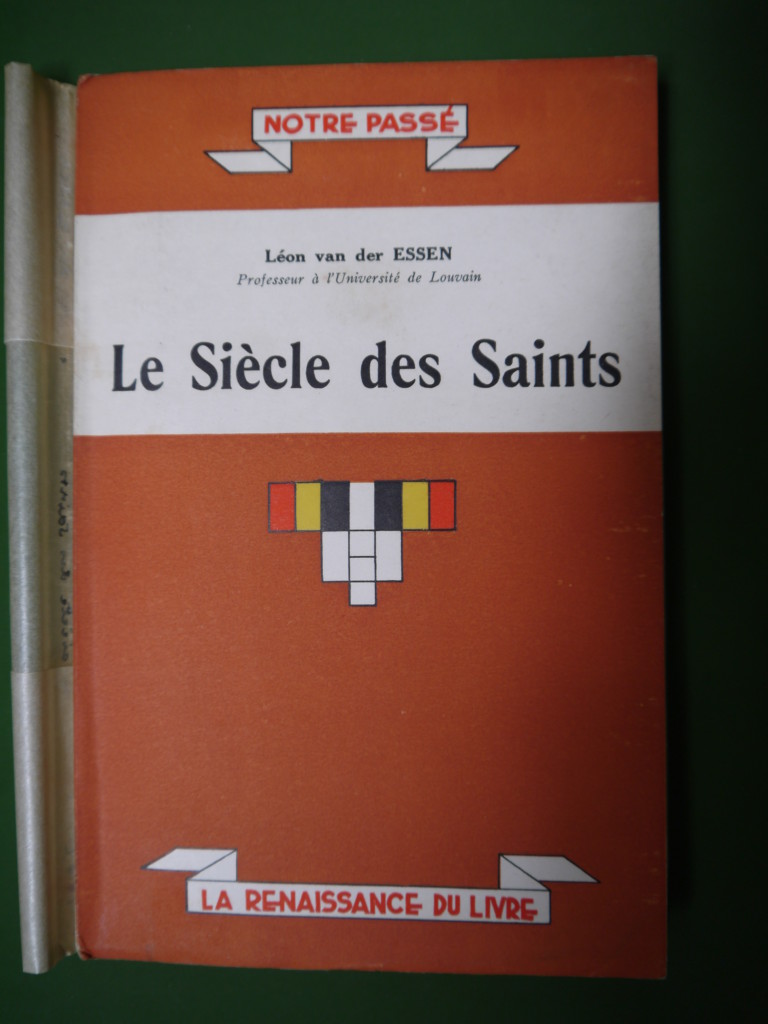 NOTRE PASSÉ
Léon van der ESSEN
Professeur à l'Université de Louvain
Le Siècle des Saints
LA RENAISSANCE DU LIVRE